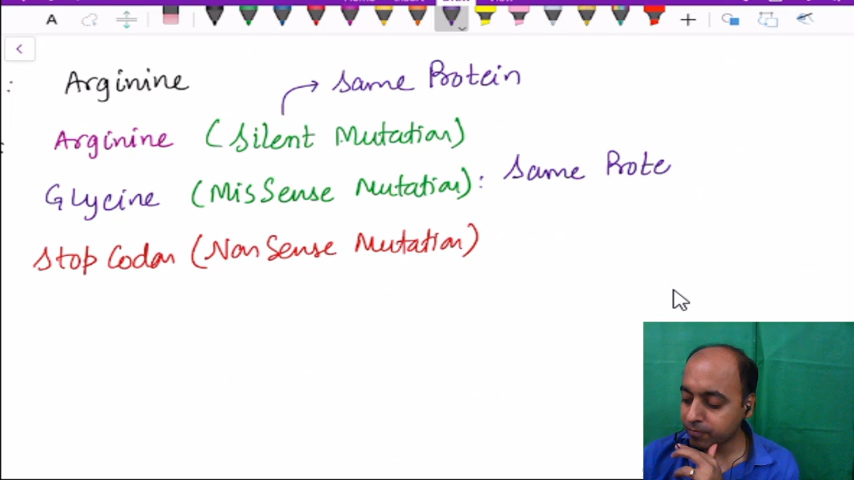 : Arginine
Same Protein
Arginine (Silent Mutation)
Glycine (MisSense Mutation): Same Prote
Stop Codon (NonSense Mutation)